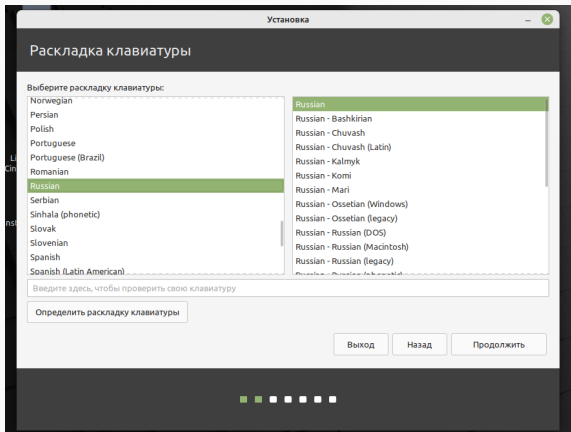 Установка
Раскладка клавиатуры
Выберите раскладку клавиатуры:
Norwegian
Persian
Polish
Portuguese
Portuguese (Brazil)
Romanian
Russian
Serbian
Sinhala (phonetic)
Slovak
Slovenian
Spanish
Spanish (Latin American)
Russian
Russian - Bashkirian
Russian - Chuvash
Russian - Chuvash (Latin)
Russian - Kalmyk
Russian - Komi
Russian - Mari
Russian - Ossetian (Windows)
Russian - Ossetian (legacy)
Russian - Russian (DOS)
Russian - Russian (Macintosh)
Russian - Russian (legacy)
Введите здесь, чтобы проверить свою клавиатуру
Определить раскладку клавиатуры
Выход
Назад
Продолжить